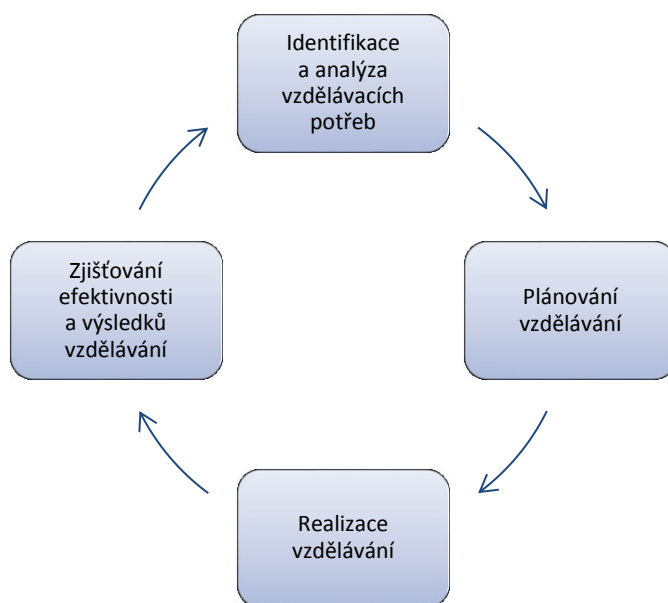 Identifikace
a analýza
vzdělávacích
potřeb
Plánování
vzdělávání
Realizace
vzdělávání
Zjišťování
efektivnosti
a výsledků
vzdělávání